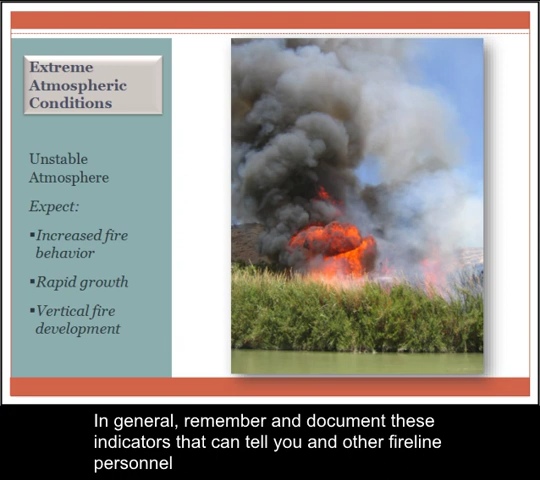 Extreme
Atmospheric
Conditions
Unstable
Atmosphere
Expect:
▪Increased fire
behavior
▪Rapid growth
▪Vertical fire
development
In general, remember and document these
indicators that can tell you and other fireline
personnel